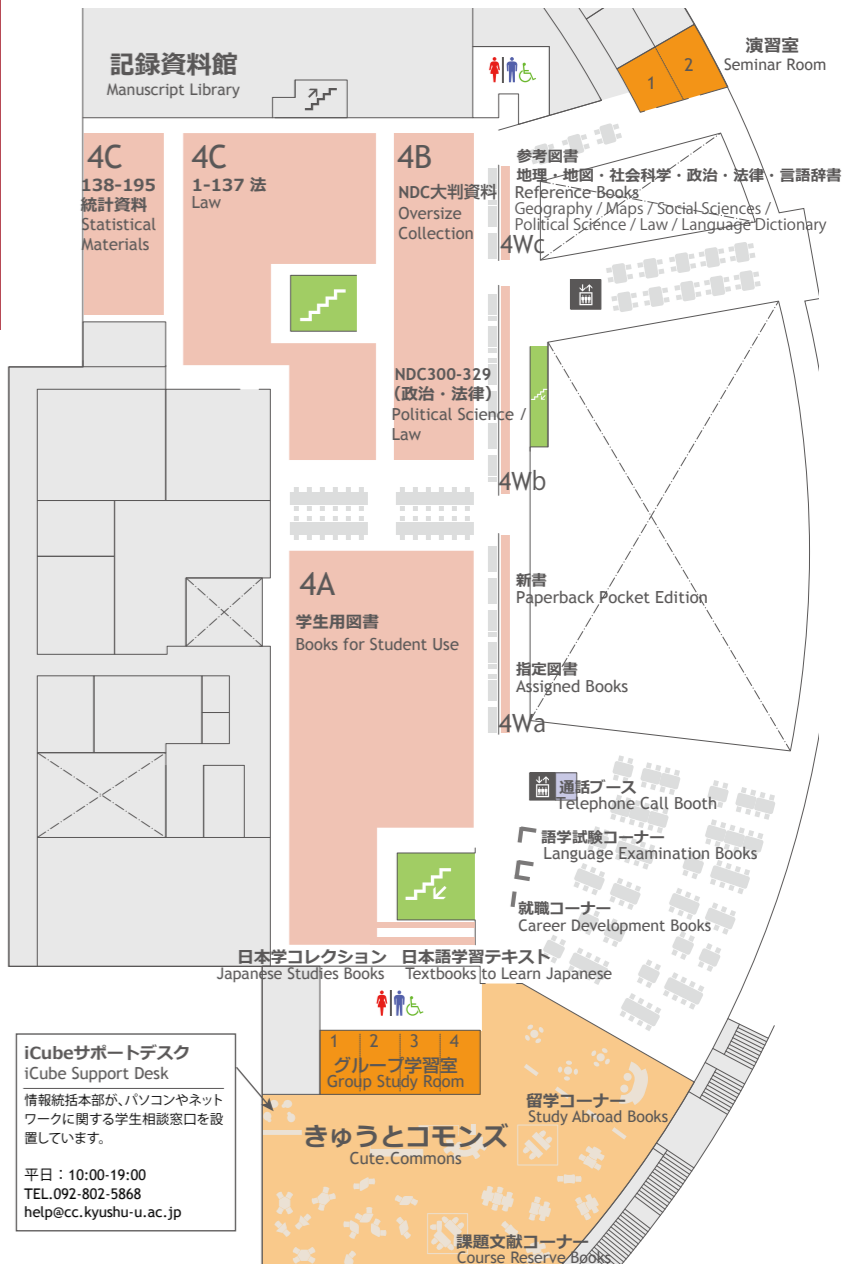 記録資料館
Manuscript Library
演習室
Seminar Room
1
2
4C
138-195
統計資料
Statistical
Materials
4C
1-137 法
Law
4B
NDC大判資料
Oversize
Collection
参考図書
地理・地図・社会科学・政治・法律・言語辞書
Reference Books
Geography / Maps / Social Sciences /
Political Science / Law / Language Dictionary
4Wc
NDC300-329
（政治・法律）
Political Science /
Law
4Wb
4A
学生用図書
Books for Student Use
新書
Paperback Pocket Edition
指定図書
Assigned Books
4Wa
通話ブース
Telephone Call Booth
語学試験コーナー
Language Examination Books
就職コーナー
Career Development Books
日本学コレクション
Japanese Studies Books
日本語学習テキスト
Textbooks to Learn Japanese
1
2
3
4
グループ学習室
Group Study Room
iCubeサポートデスク
iCube Support Desk
情報統括本部が、パソコンやネット
ワークに関する学生相談窓口を設
置しています。
平日：10:00-19:00
TEL.092-802-5868
help@cc.kyushu-u.ac.jp
留学コーナー
Study Abroad Books
きゅうとコモンズ
Cute.Commons
課題文献コーナー
Course Reserve Books